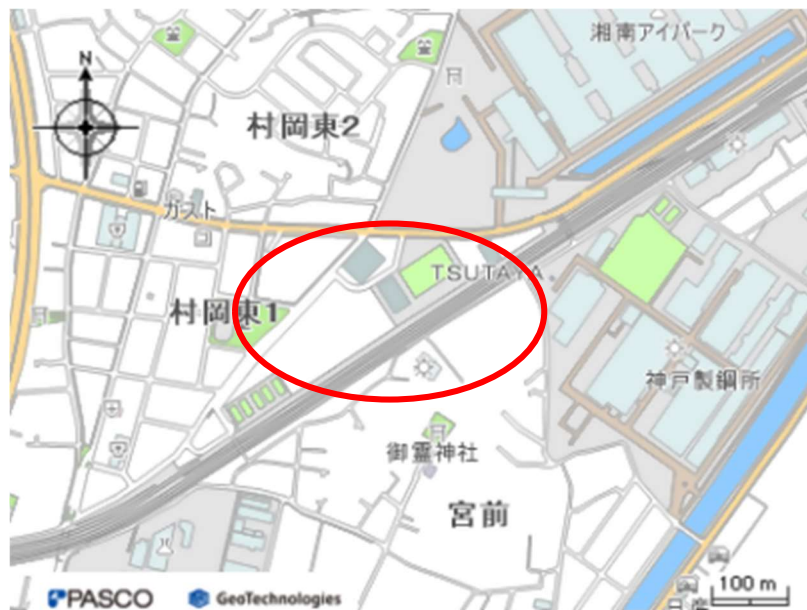 湘南アイパーク
N
村岡東2
ガスト
TSUTAYA
村岡東1
神戸製鋼所
御霊神社
宮前
100 m
PASCO
GeoTechnologies